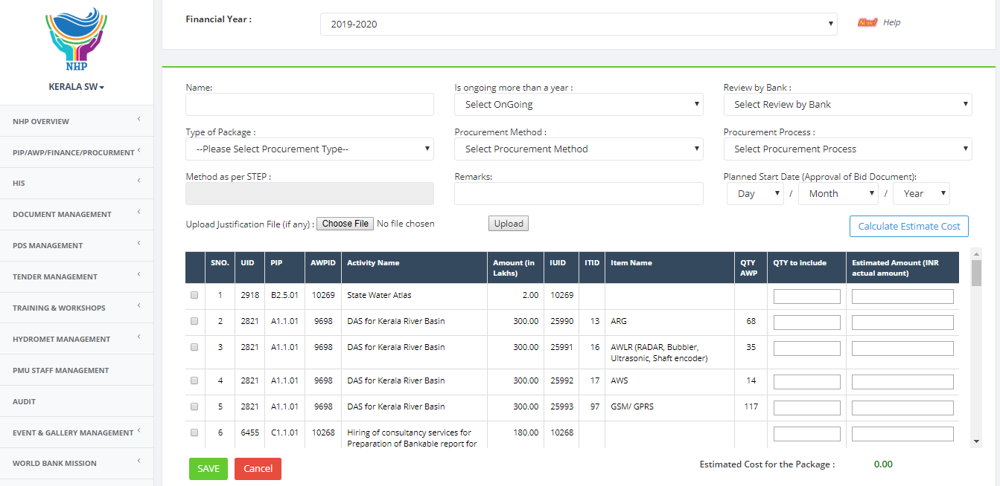 NHP
KERALA SW
NHP OVERVIEW
PIP/AWP/FINANCE/PROCURMENT
HIS
DOCUMENT MANAGEMENT
PDS MANAGEMENT
TENDER MANAGEMENT
TRAINING & WORKSHOPS
HYDROMET MANAGEMENT
PMU STAFF MANAGEMENT
AUDIT
EVENT & GALLERY MANAGEMENT
WORLD BANK MISSION
Financial Year : 2019-2020 New! Help
Name: Is ongoing more than a year : Review by Bank :
Select OnGoing Select Review by Bank
Type of Package : Procurement Method : Procurement Process :
--Please Select Procurement Type-- Select Procurement Method Select Procurement Process
Method as per STEP : Remarks: Planned Start Date (Approval of Bid Document):
Day / Month / Year
Upload Justification File (if any) : Choose File No file chosen Upload Calculate Estimate Cost
SNO. UID PIP AWPID Activity Name Amount (in Lakhs) IUID ITID Item Name QTY AWP QTY to include Estimated Amount (INR actual amount)
1 2918 B2.5.01 10269 State Water Atlas 2.00 10269
2 2821 A1.1.01 9698 DAS for Kerala River Basin 300.00 25990 13 ARG 68
3 2821 A1.1.01 9698 DAS for Kerala River Basin 300.00 25991 16 AWLR (RADAR, Bubbler, 35
Ultrasonic, Shaft encoder)
4 2821 A1.1.01 9698 DAS for Kerala River Basin 300.00 25992 17 AWS 14
5 2821 A1.1.01 9698 DAS for Kerala River Basin 300.00 25993 97 GSM/ GPRS 117
6 6455 C1.1.01 10268 Hiring of consultancy services for 180.00 10268
Preparation of Bankable report for
SAVE Cancel Estimated Cost for the Package : 0.00